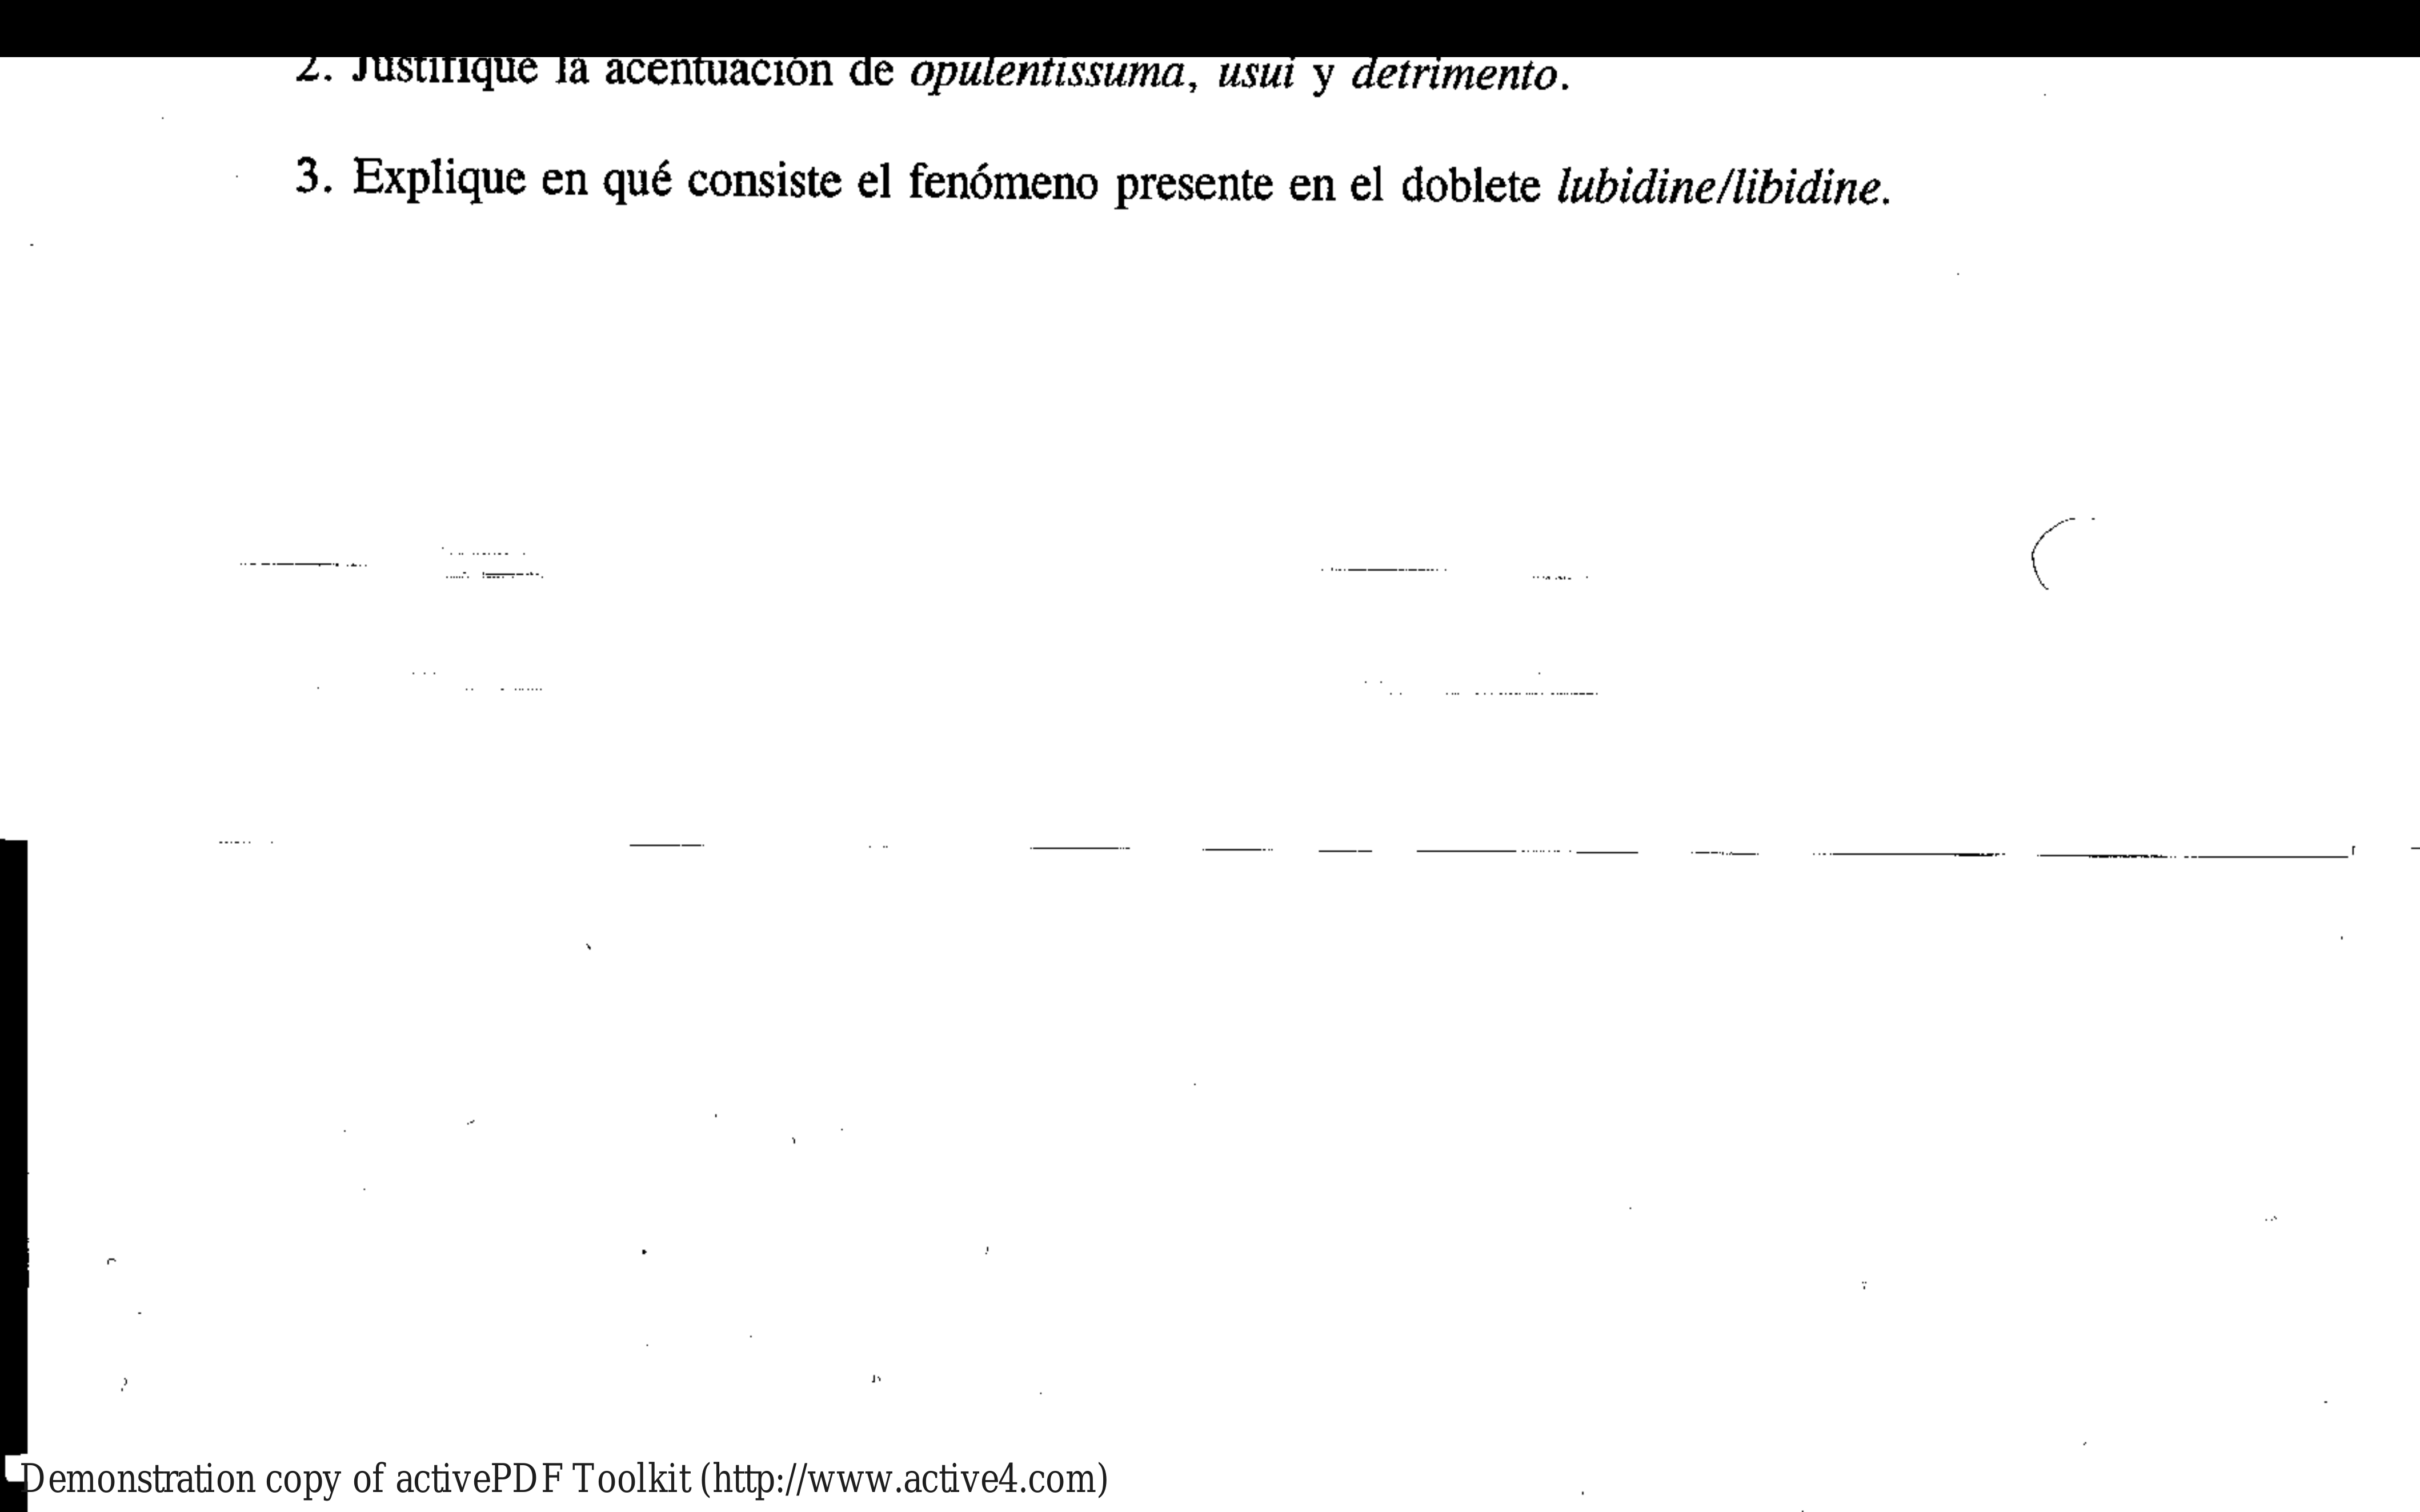 2. Justifique la acentuación de opulentissuma, usui y detrimento.
3. Explique en qué consiste el fenómeno presente en el doblete lubidine/libidine.
Demonstration copy of activePDF Toolkit (http://www.active4.com)